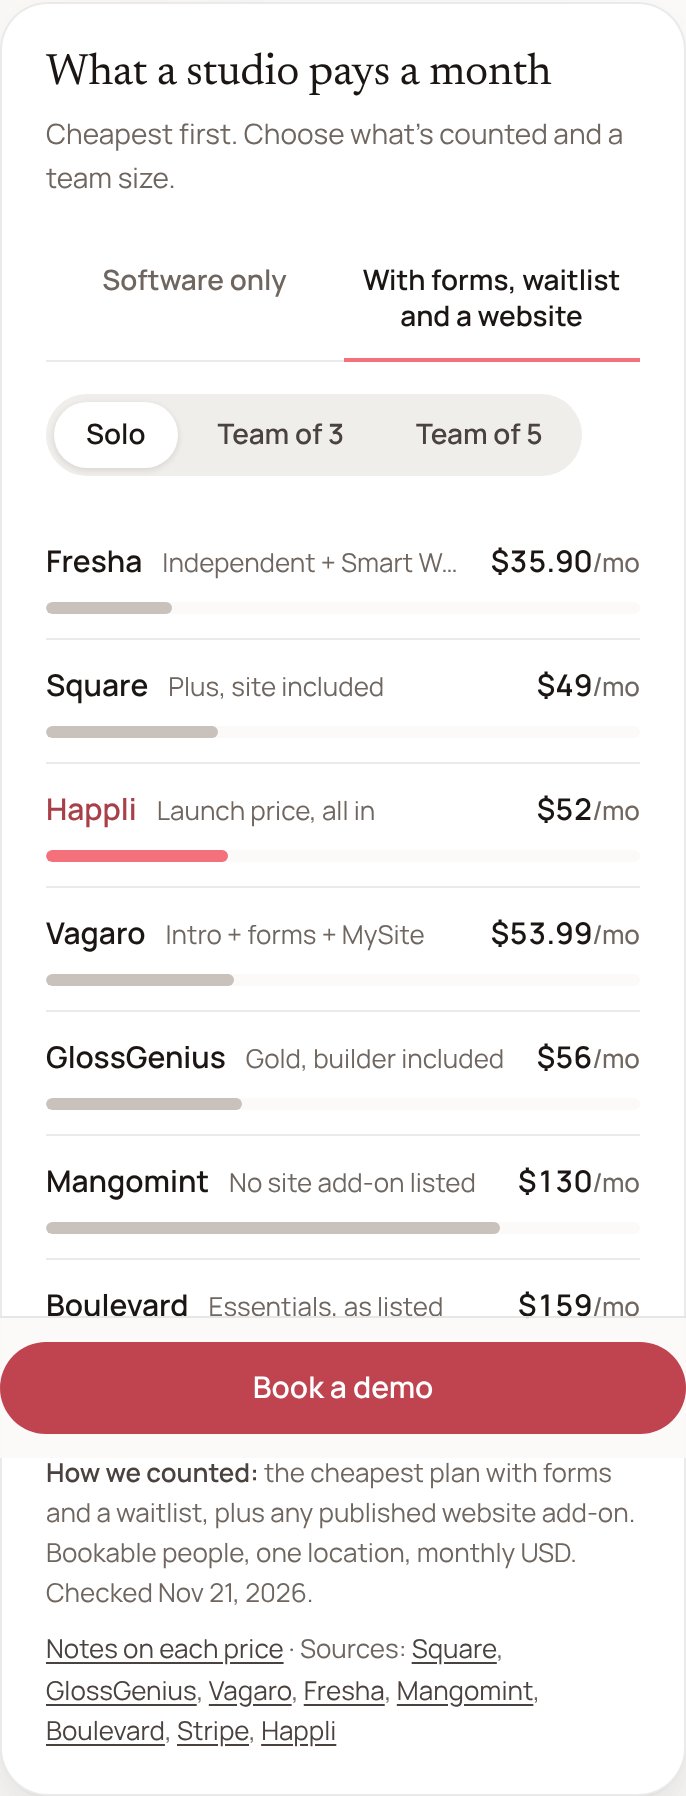 What a studio pays a month
Cheapest first. Choose what's counted and a
team size.
Software only
With forms, waitlist
and a website
Solo Team of 3 Team of 5
Fresha Independent + Smart W... $35.90/mo
Square Plus, site included $49/mo
Happli Launch price, all in $52/mo
Vagaro Intro + forms + MySite $53.99/mo
GlossGenius Gold, builder included $56/mo
Mangomint No site add-on listed $130/mo
Boulevard Essentials, as listed $159/mo
Book a demo
How we counted: the cheapest plan with forms
and a waitlist, plus any published website add-on.
Bookable people, one location, monthly USD.
Checked Nov 21, 2026.
Notes on each price · Sources: Square,
GlossGenius, Vagaro, Fresha, Mangomint,
Boulevard, Stripe, Happli